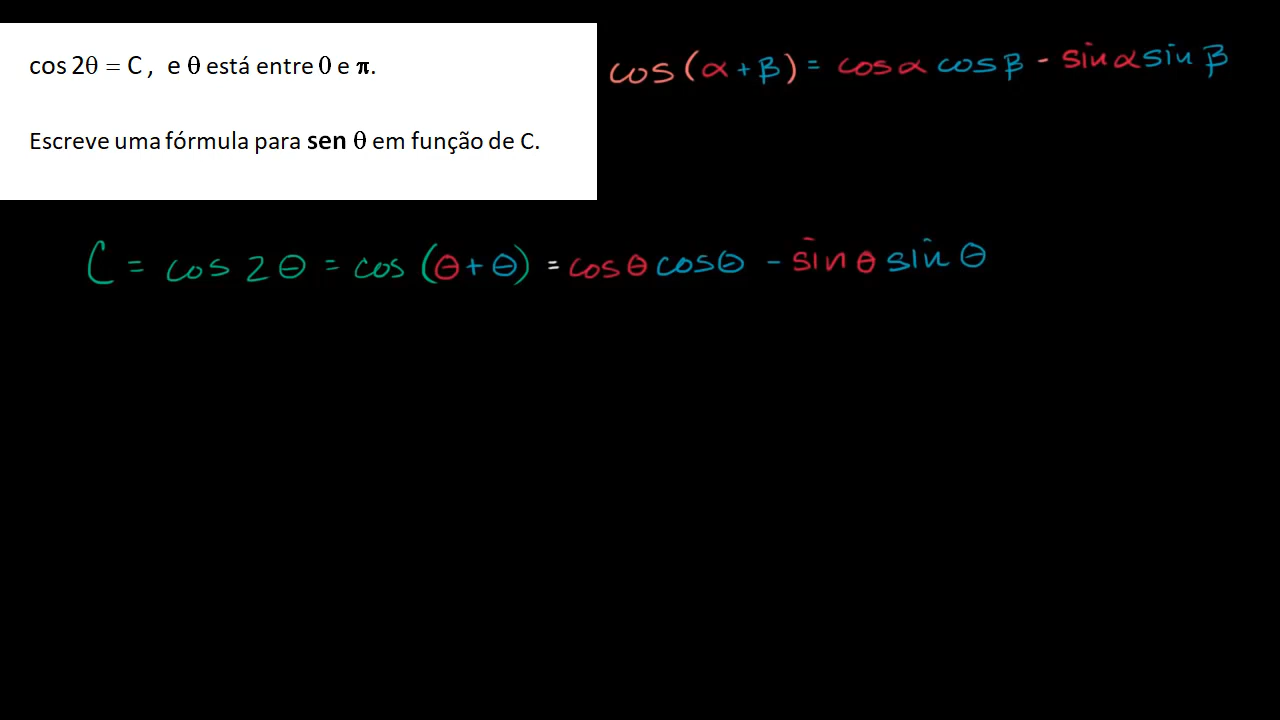 cos 2θ = C , e θ está entre 0 e π.
cos (α + β) = cos α cos β - sin α sin β
Escreve uma fórmula para sen θ em função de C.
C = cos 2 θ = cos (θ + θ) = cos θ cos θ - sin θ sin θ